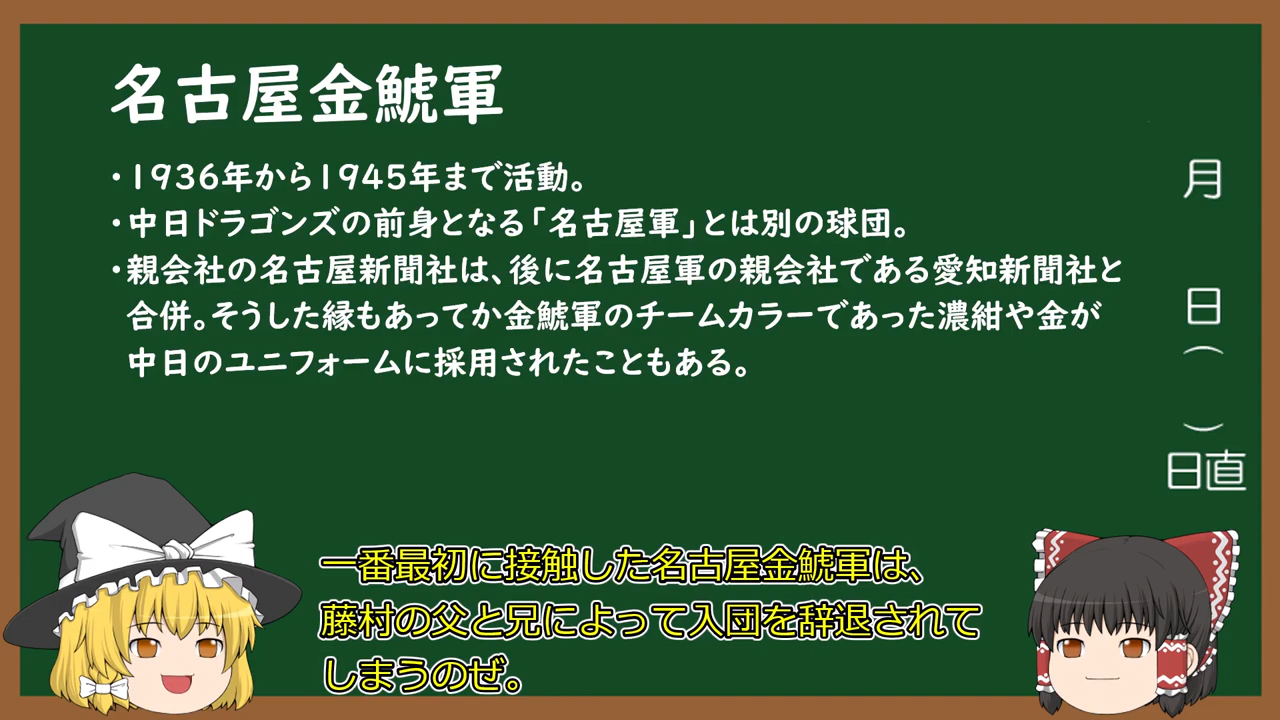 名古屋金鯱軍
・1936年から1945年まで活動。
・中日ドラゴンズの前身となる「名古屋軍」とは別の球団。
・親会社の名古屋新聞社は、後に名古屋軍の親会社である愛知新聞社と
合併。そうした縁もあってか金鯱軍のチームカラーであった濃紺や金が
中日のユニフォームに採用されたこともある。
月
日
（
）
日直
一番最初に接触した名古屋金鯱軍は、
藤村の父と兄によって入団を辞退されて
しまうのぜ。